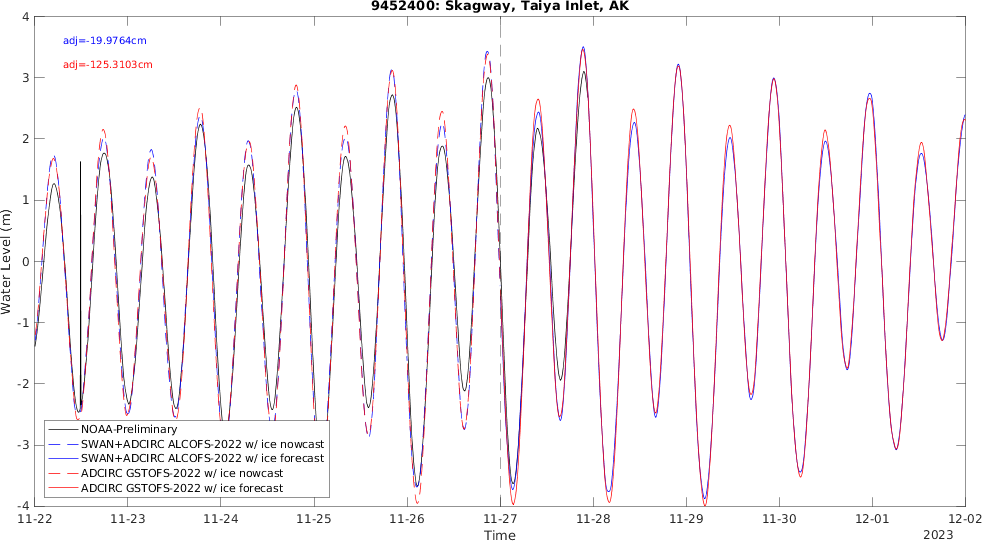 9452400: Skagway, Taiya Inlet, AK
adj=-19.9764cm
adj=-125.3103cm
Water Level (m)
4
3
2
1
0
-1
-2
-3
-4
NOAA-Preliminary
SWAN+ADCIRC ALCOFS-2022 w/ ice nowcast
SWAN+ADCIRC ALCOFS-2022 w/ ice forecast
ADCIRC GSTOFS-2022 w/ ice nowcast
ADCIRC GSTOFS-2022 w/ ice forecast
11-22 11-23 11-24 11-25 11-26 11-27 11-28 11-29 11-30 12-01 12-02
Time
2023